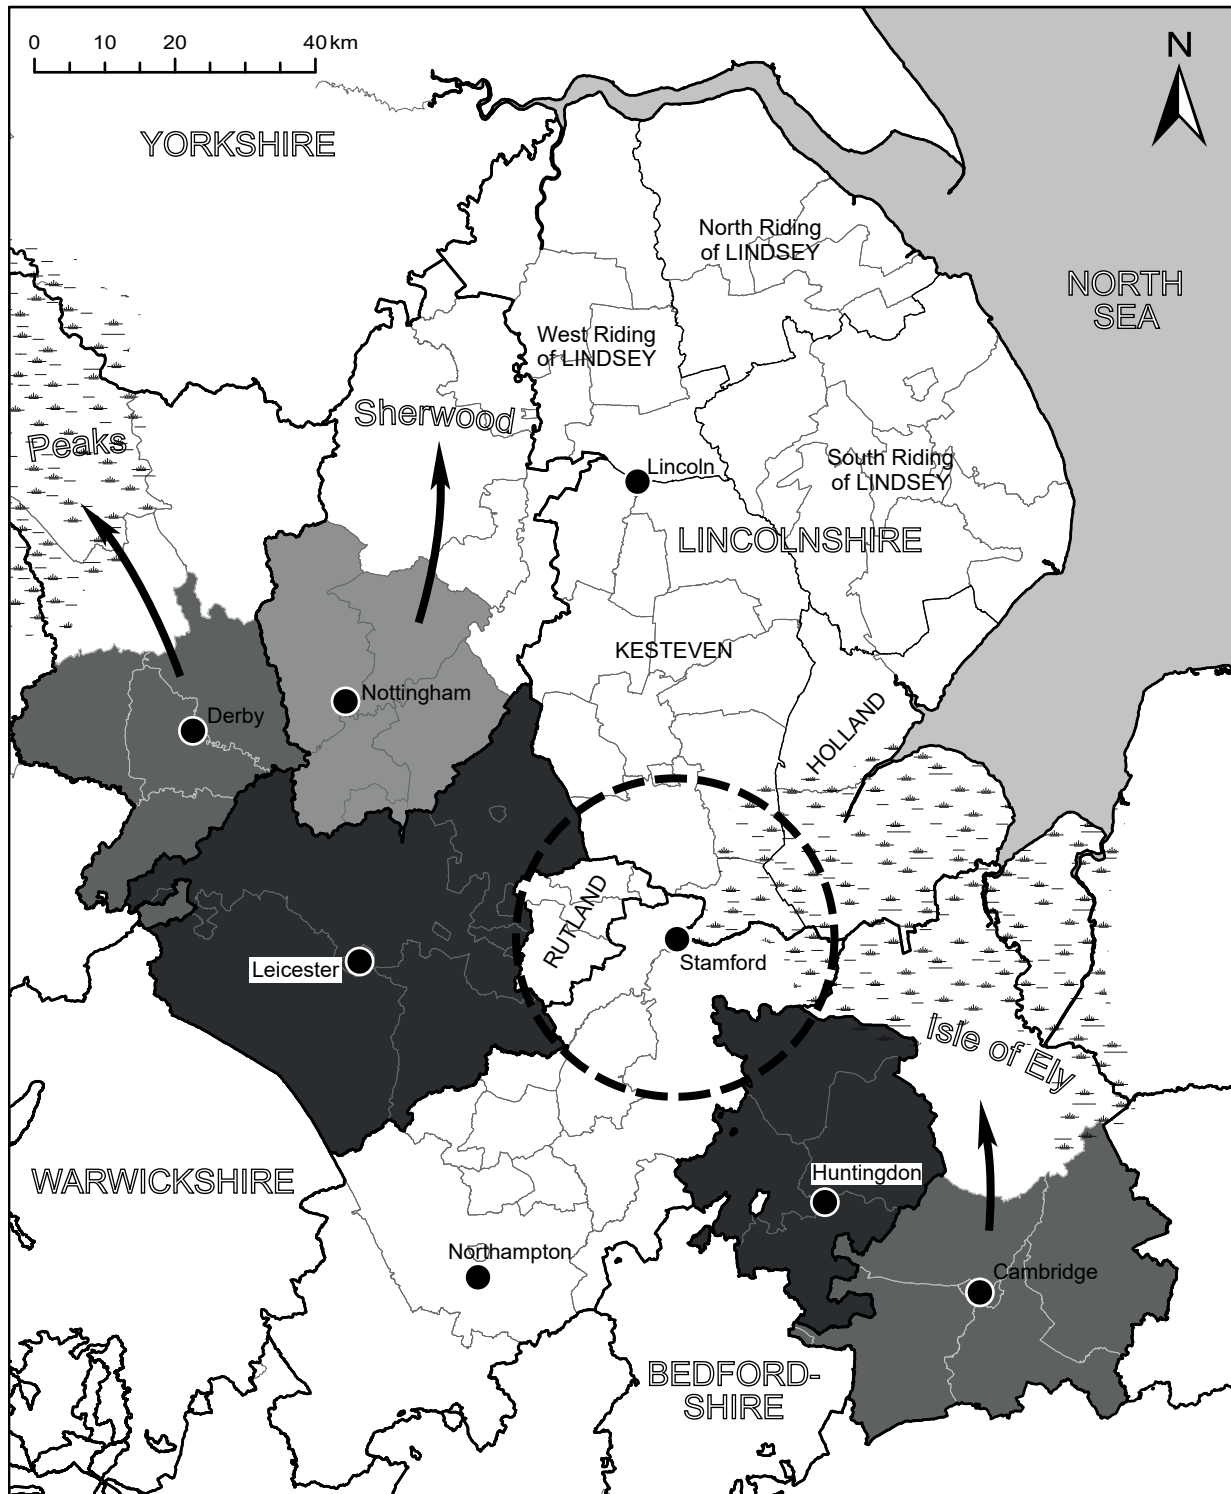 0 10 20 40 km
N
YORKSHIRE
North Riding
of LINDSEY
NORTH
SEA
West Riding
of LINDSEY
Sherwood
Peaks
Lincoln
South Riding
of LINDSEY
LINCOLNSHIRE
KESTEVEN
Nottingham
Derby
HOLLAND
RUTLAND
Stamford
Leicester
Isle of Ely
WARWICKSHIRE
Huntingdon
Northampton
Cambridge
BEDFORD-
SHIRE